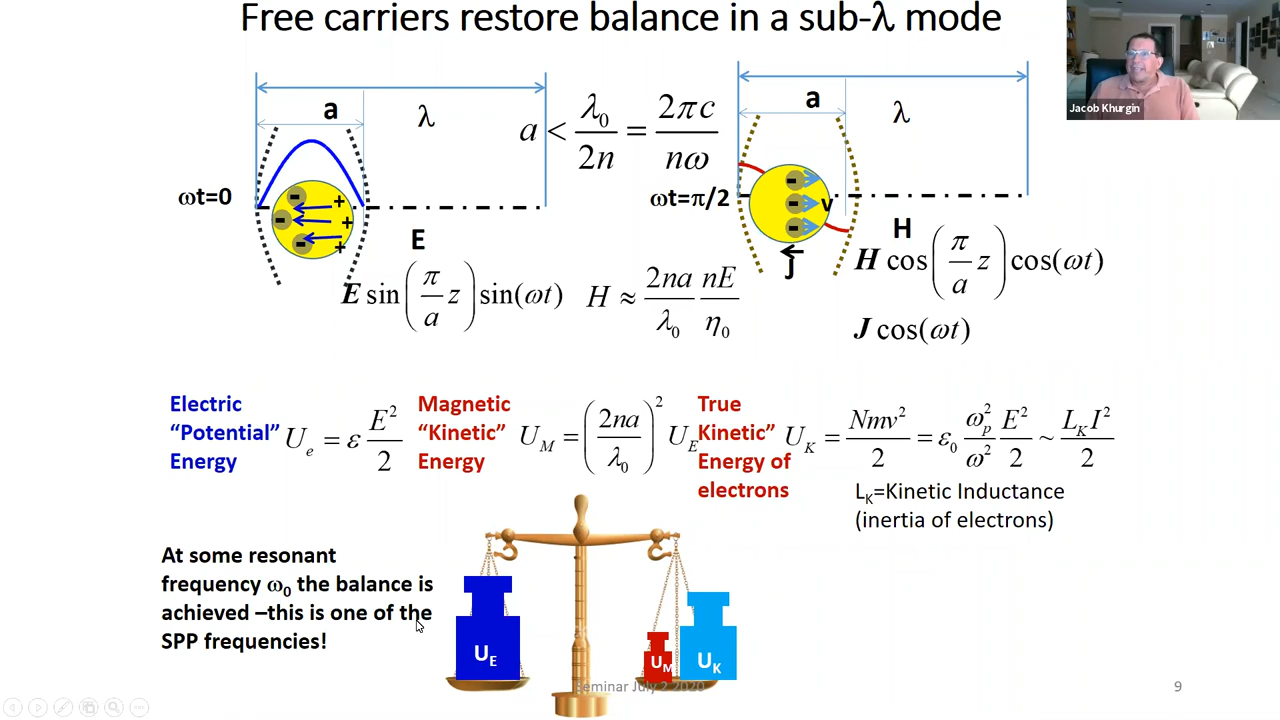 Free carriers restore balance in a sub-λ mode
Jacob Khurgin
a
λ
a < λ₀/2n = 2πc/nω
a
λ
ωt=0
- - -
+ + +
E
ωt=π/2
- - -
v
J
H
E sin(π/a z) sin(ωt)
H ≈ 2na/λ₀ nE/η₀
H cos(π/a z) cos(ωt)
J cos(ωt)
Electric
“Potential”
Energy
Uₑ = ε E²/2
Magnetic
“Kinetic”
Energy
U_M = (2na/λ₀)² U_E
True
Kinetic”
Energy of
electrons
U_K = Nmv²/2 = ε₀ ω_p²/ω² E²/2 ~ L_K I²/2
L_K=Kinetic Inductance
(inertia of electrons)
At some resonant
frequency ω₀ the balance is
achieved –this is one of the
SPP frequencies!
U_E
U_M
U_K
Seminar July 2 2020
9